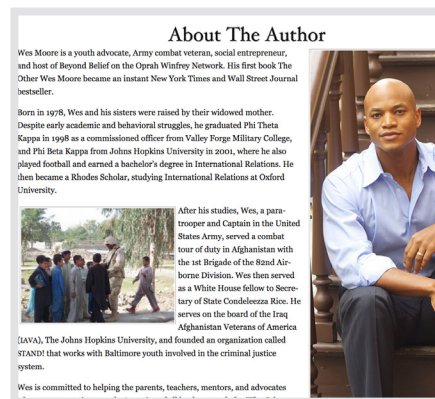 About The Author
Wes Moore is a youth advocate, Army combat veteran, social entrepreneur,
and host of Beyond Belief on the Oprah Winfrey Network. His first book The
Other Wes Moore became an instant New York Times and Wall Street Journal
bestseller.
Born in 1978, Wes and his sisters were raised by their widowed mother.
Despite early academic and behavioral struggles, he graduated Phi Theta
Kappa in 1998 as a commissioned officer from Valley Forge Military College,
and Phi Beta Kappa from Johns Hopkins University in 2001, where he also
played football and earned a bachelor's degree in International Relations. He
then became a Rhodes Scholar, studying International Relations at Oxford
University.
After his studies, Wes, a para-
trooper and Captain in the United
States Army, served a combat
tour of duty in Afghanistan with
the 1st Brigade of the 82nd Air-
borne Division. Wes then served
as a White House fellow to Secre-
tary of State Condeleezza Rice. He
serves on the board of the Iraq
Afghanistan Veterans of America
(IAVA), The Johns Hopkins University, and founded an organization called
STAND! that works with Baltimore youth involved in the criminal justice
system.
Wes is committed to helping the parents, teachers, mentors, and advocates